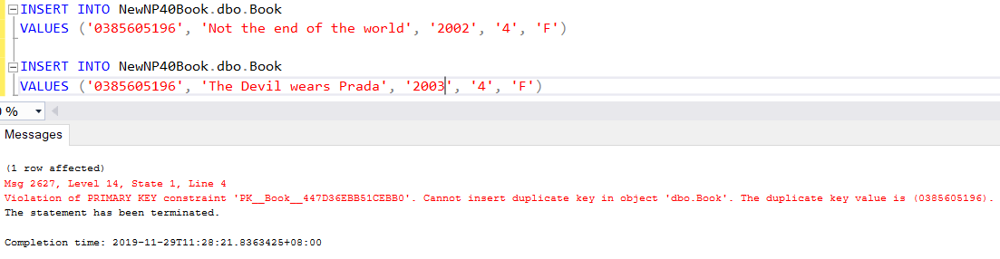 INSERT INTO NewNP40Book.dbo.Book
VALUES ('0385605196', 'Not the end of the world', '2002', '4', 'F')
INSERT INTO NewNP40Book.dbo.Book
VALUES ('0385605196', 'The Devil wears Prada', '2003', '4', 'F')
%
Messages
(1 row affected)
Msg 2627, Level 14, State 1, Line 4
Violation of PRIMARY KEY constraint 'PK__Book__447D36EBB51CEBB0'. Cannot insert duplicate key in object 'dbo.Book'. The duplicate key value is (0385605196).
The statement has been terminated.
Completion time: 2019-11-29T11:28:21.8363425+08:00